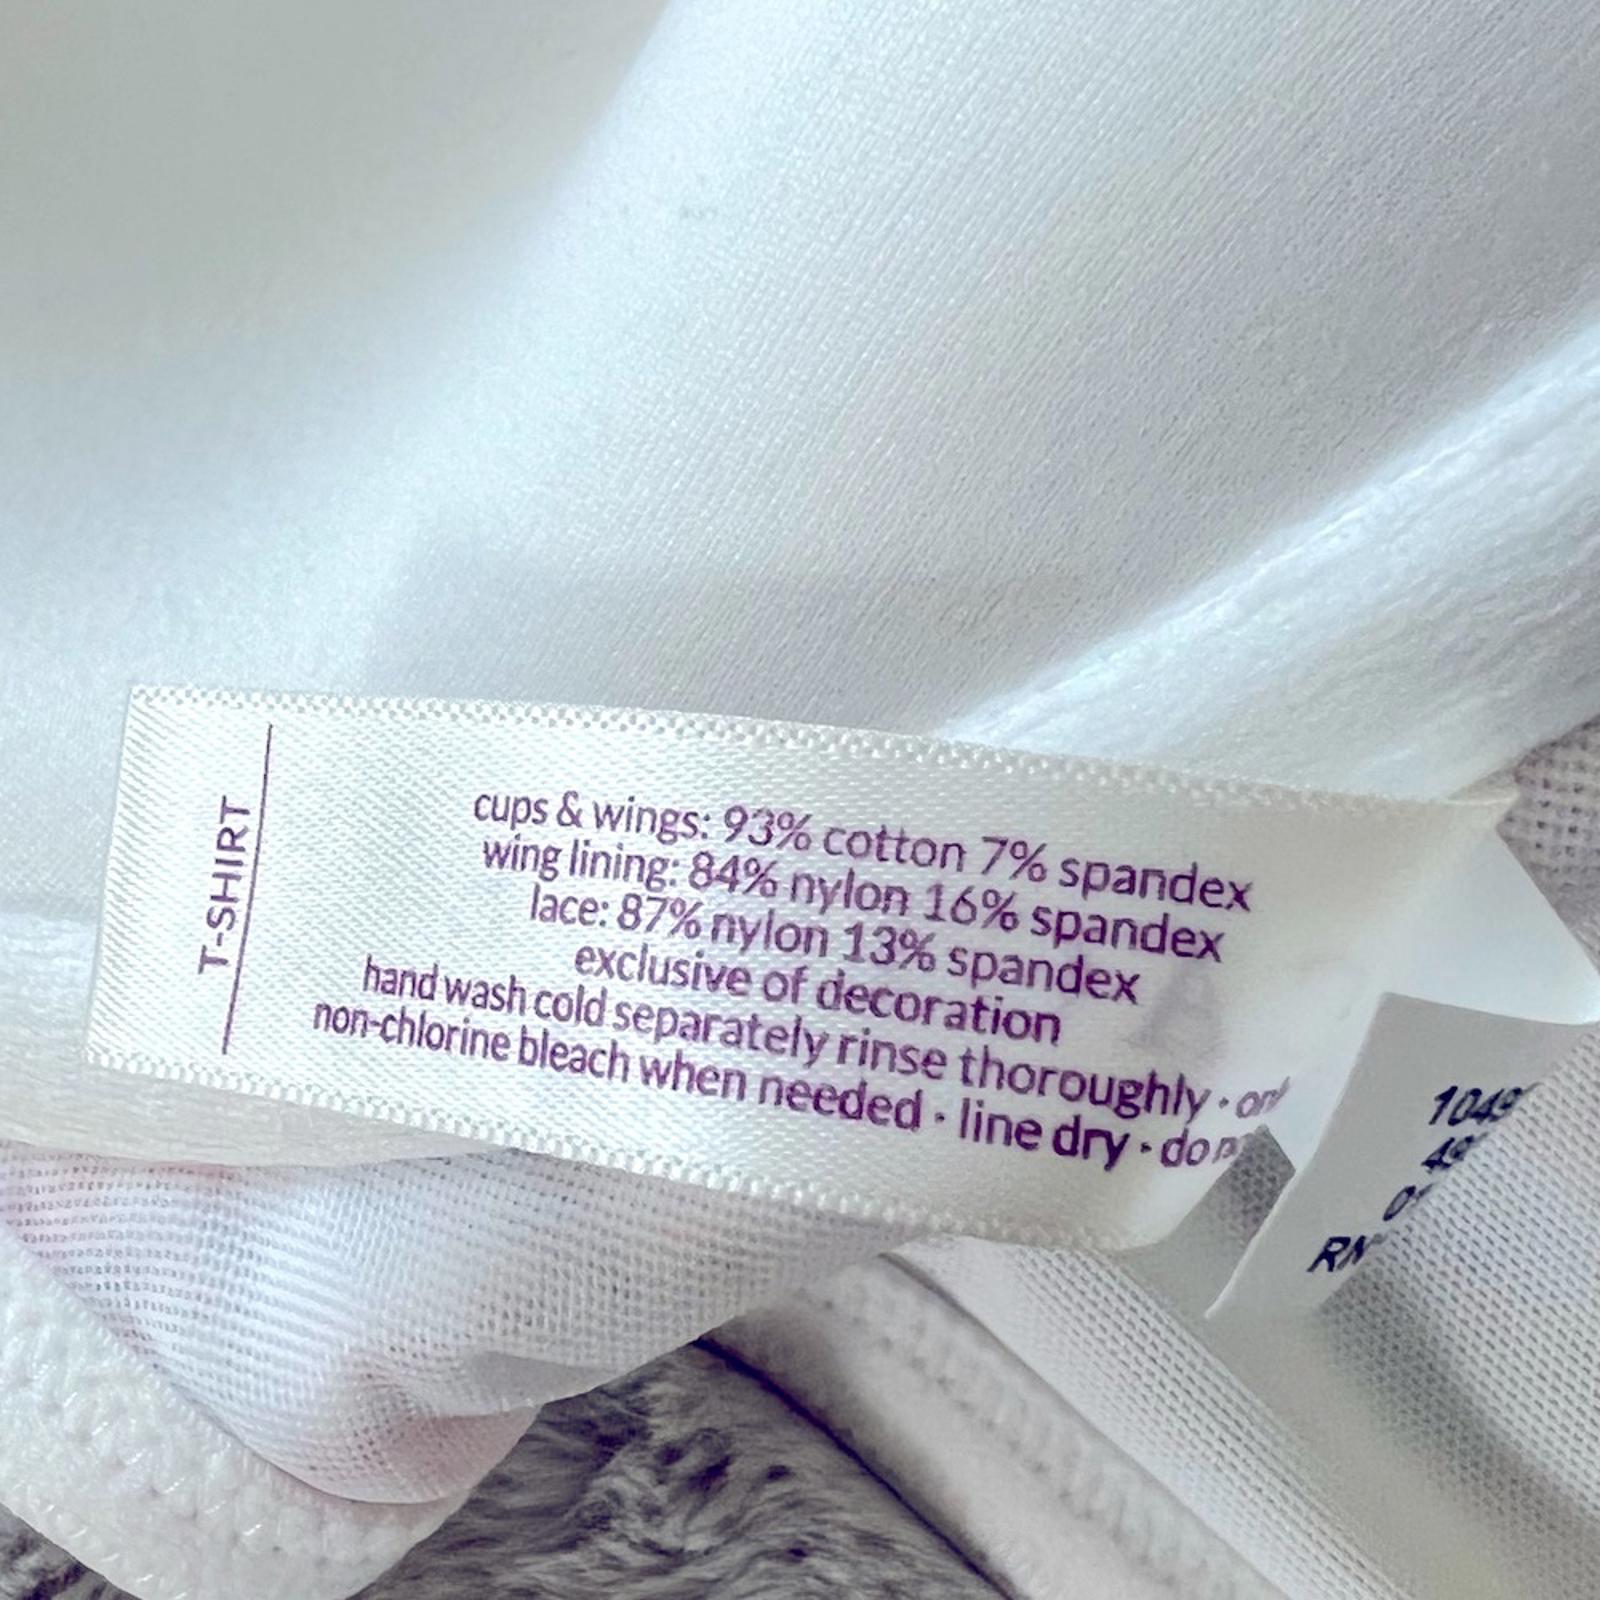 T-SHIRT
cups & wings: 93% cotton 7% spandex
wing lining: 84% nylon 16% spandex
lace: 87% nylon 13% spandex
exclusive of decoration
hand wash cold separately rinse thoroughly ·
non-chlorine bleach when needed · line dry · do
RN